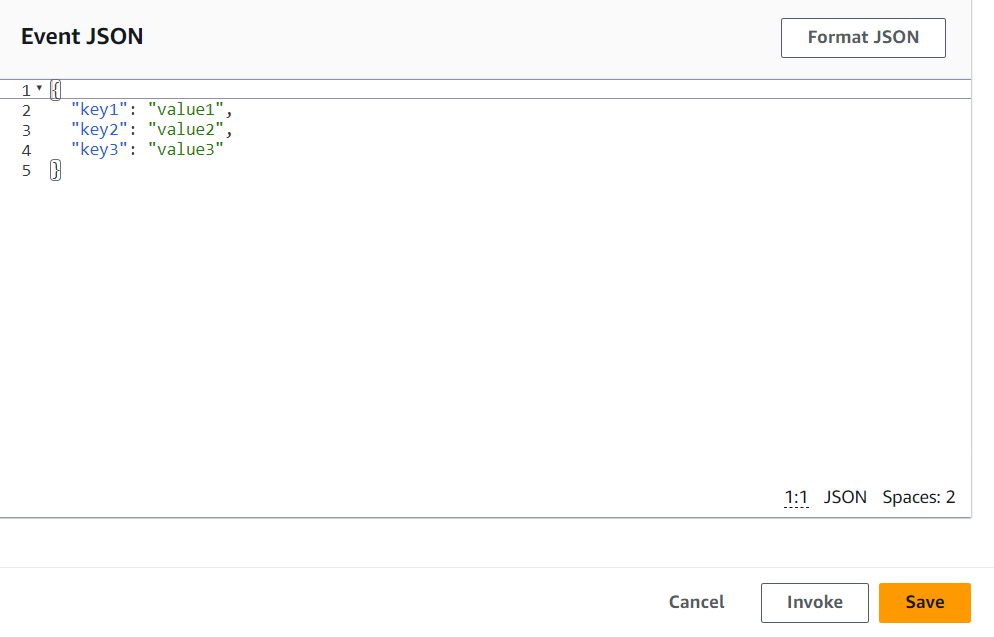 Event JSON
Format JSON
1 {
2 "key1": "value1",
3 "key2": "value2",
4 "key3": "value3"
5 }
1:1 JSON Spaces: 2
Cancel Invoke Save